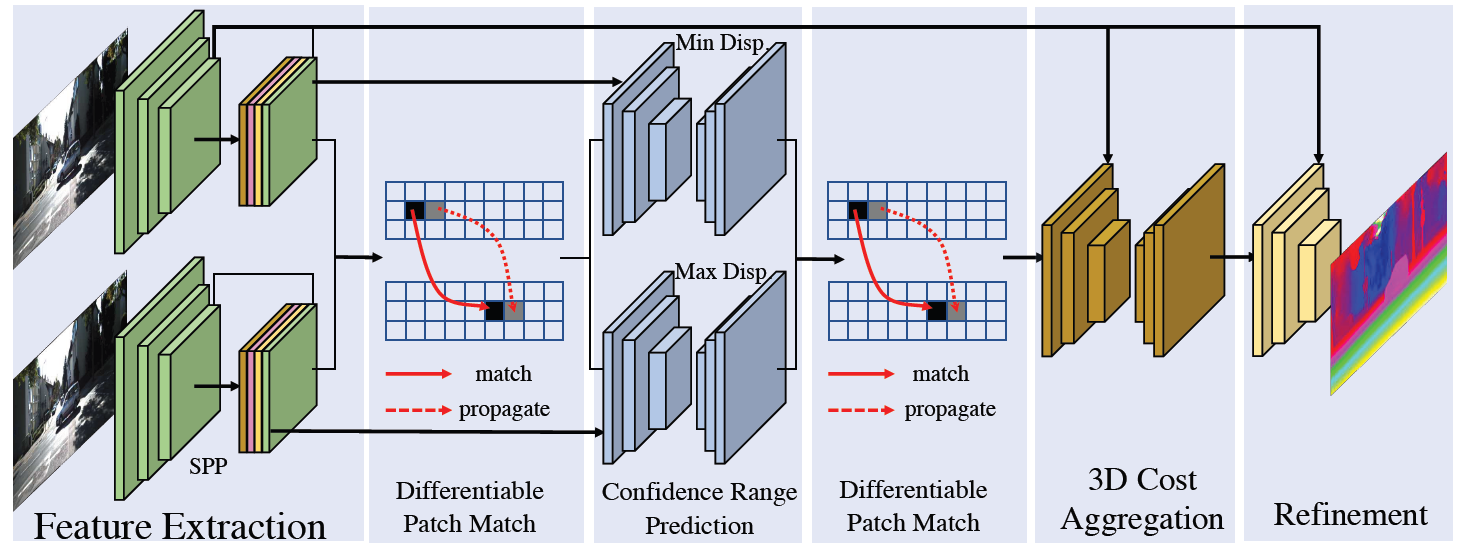 Min Disp.
Max Disp.
match
propagate
match
propagate
SPP
Feature Extraction
Differentiable
Patch Match
Confidence Range
Prediction
Differentiable
Patch Match
3D Cost
Aggregation
Refinement